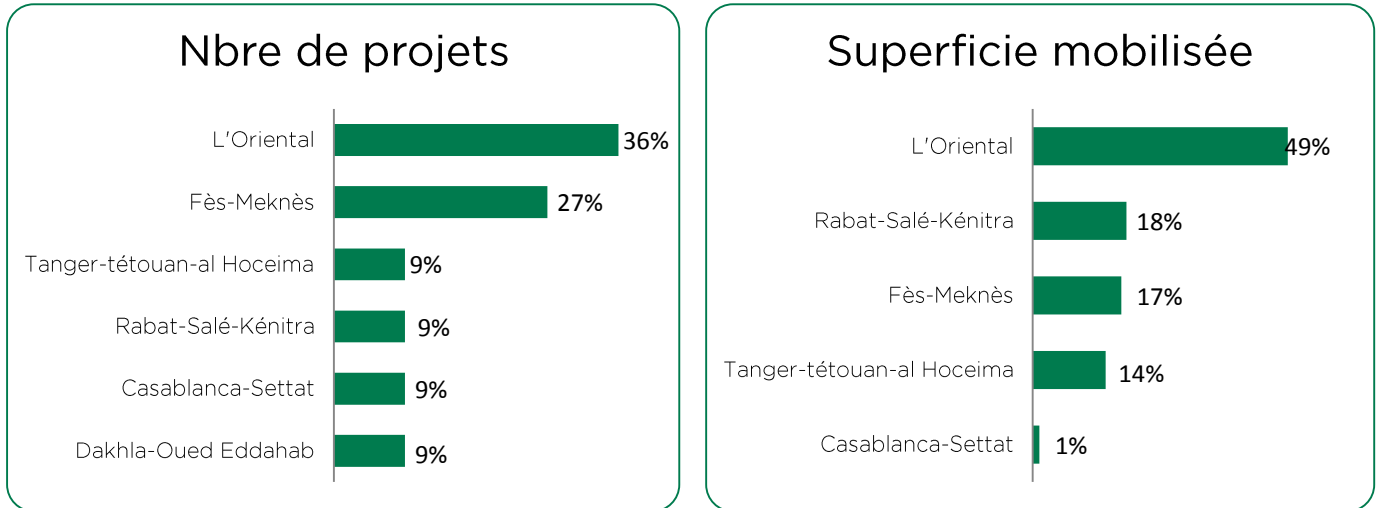 Nbre de projets
L'Oriental 36%
Fès-Meknès 27%
Tanger-tétouan-al Hoceima 9%
Rabat-Salé-Kénitra 9%
Casablanca-Settat 9%
Dakhla-Oued Eddahab 9%
Superficie mobilisée
L'Oriental 49%
Rabat-Salé-Kénitra 18%
Fès-Meknès 17%
Tanger-tétouan-al Hoceima 14%
Casablanca-Settat 1%